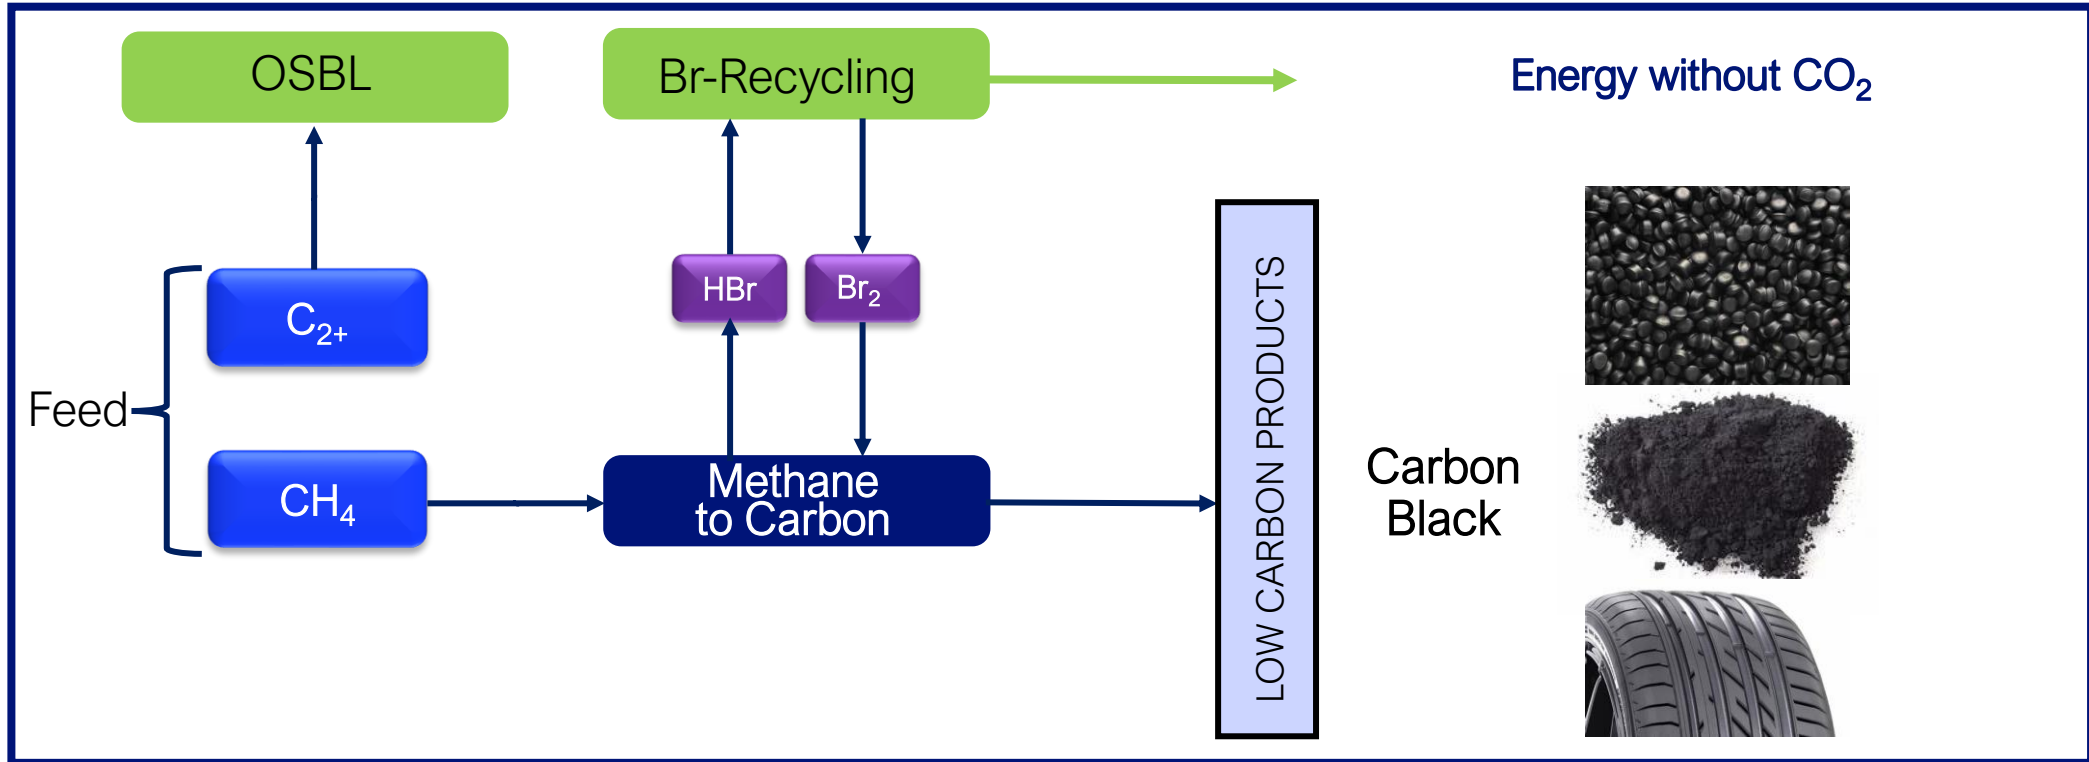 OSBL
Br-Recycling
Energy without CO₂
HBr
Br₂
C₂₊
Feed
CH₄
Methane
to Carbon
LOW CARBON PRODUCTS
Carbon
Black